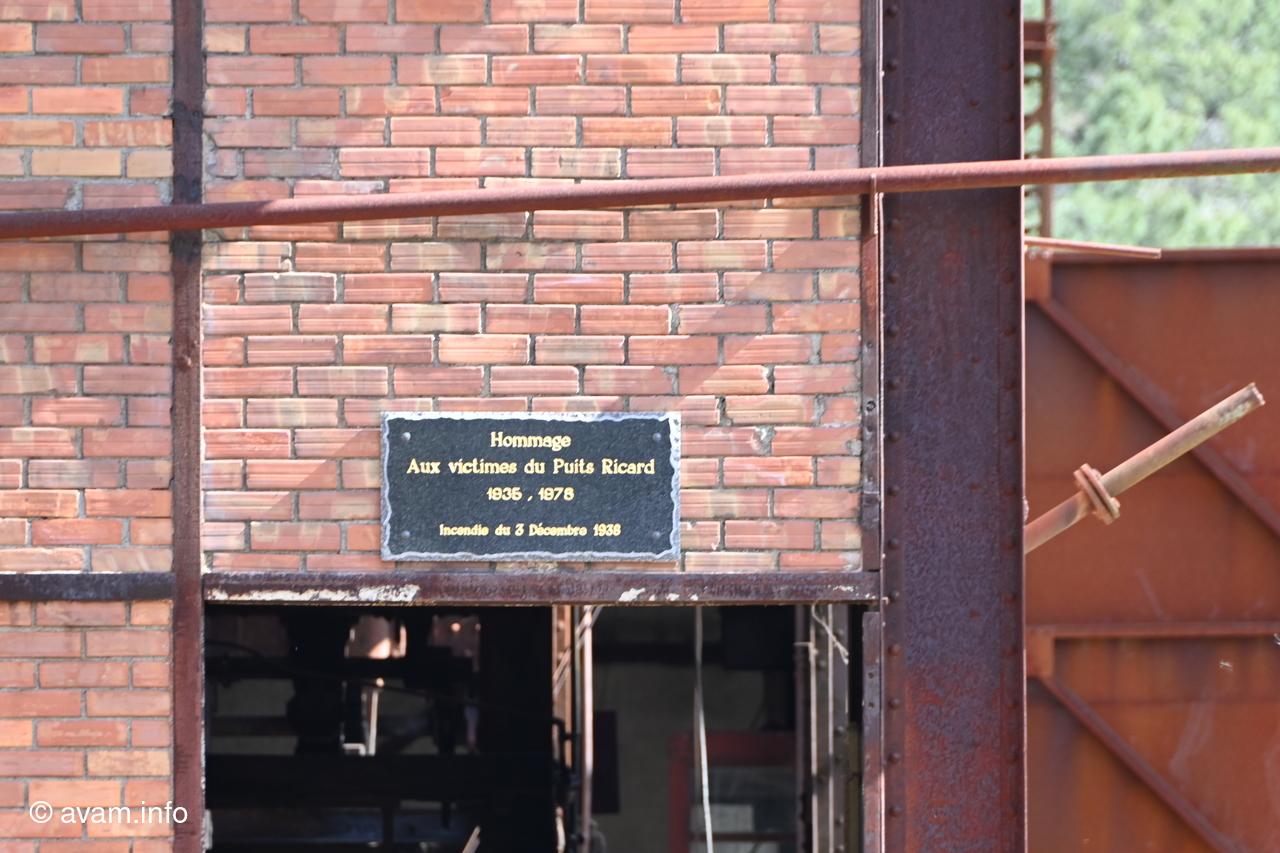 Hommage
Aux victimes du Puits Ricard
1935 , 1978
Incendie du 3 Décembre 1938
© avam.info